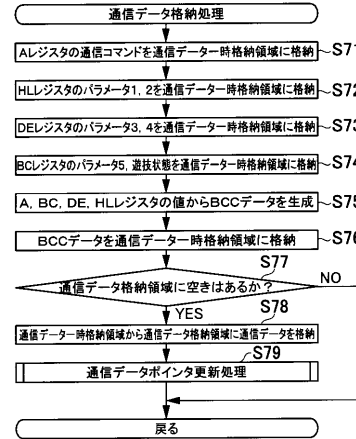 通信データ格納処理
Aレジスタの通信コマンドを通信データ一時格納領域に格納
S71
HLレジスタのパラメータ1, 2を通信データ一時格納領域に格納
S72
DEレジスタのパラメータ3, 4を通信データ一時格納領域に格納
S73
BCレジスタのパラメータ5, 遊技状態を通信データ一時格納領域に格納
S74
A, BC, DE, HLレジスタの値からBCCデータを生成
S75
BCCデータを通信データ一時格納領域に格納
S76
S77
通信データ格納領域に空きはあるか?
NO
YES
S78
通信データ一時格納領域から通信データ格納領域に通信データを格納
S79
通信データポインタ更新処理
戻る